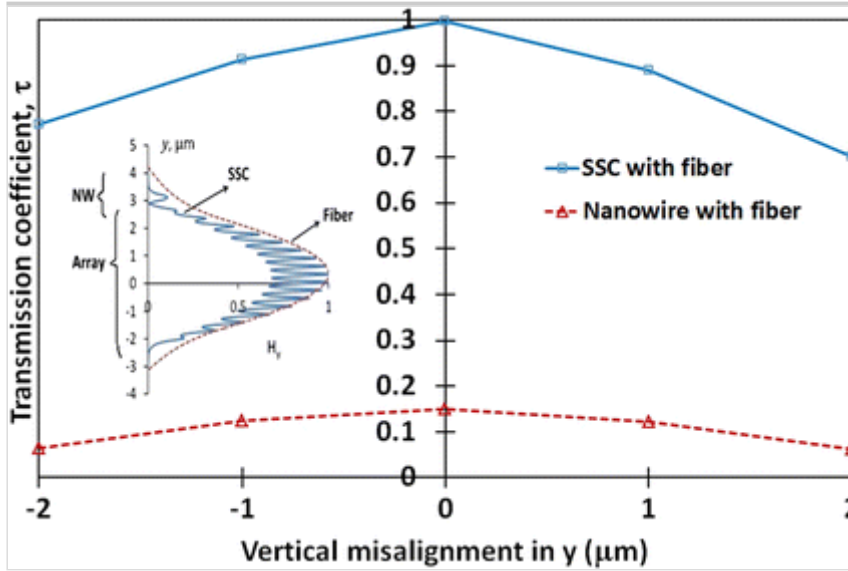 Transmission coefficient, τ
1
0.9
0.8
0.7
0.6
0.5
0.4
0.3
0.2
0.1
0
-2
-1
0
1
2
Vertical misalignment in y (μm)
SSC with fiber
Nanowire with fiber
y, μm
5
4
3
2
1
0
-1
-2
-3
-4
0
0.5
1
Hy
NW
Array
SSC
Fiber